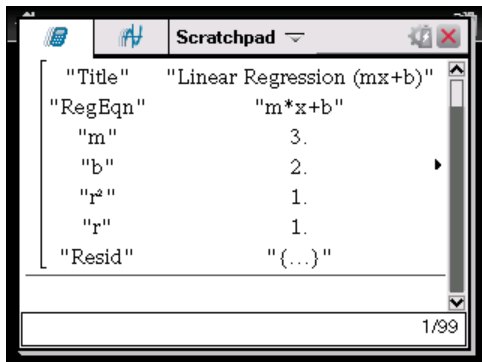 Scratchpad
"Title" "Linear Regression (mx+b)"
"RegEqn" "m*x+b"
"m" 3.
"b" 2.
"r²" 1.
"r" 1.
"Resid" "{...}"
1/99